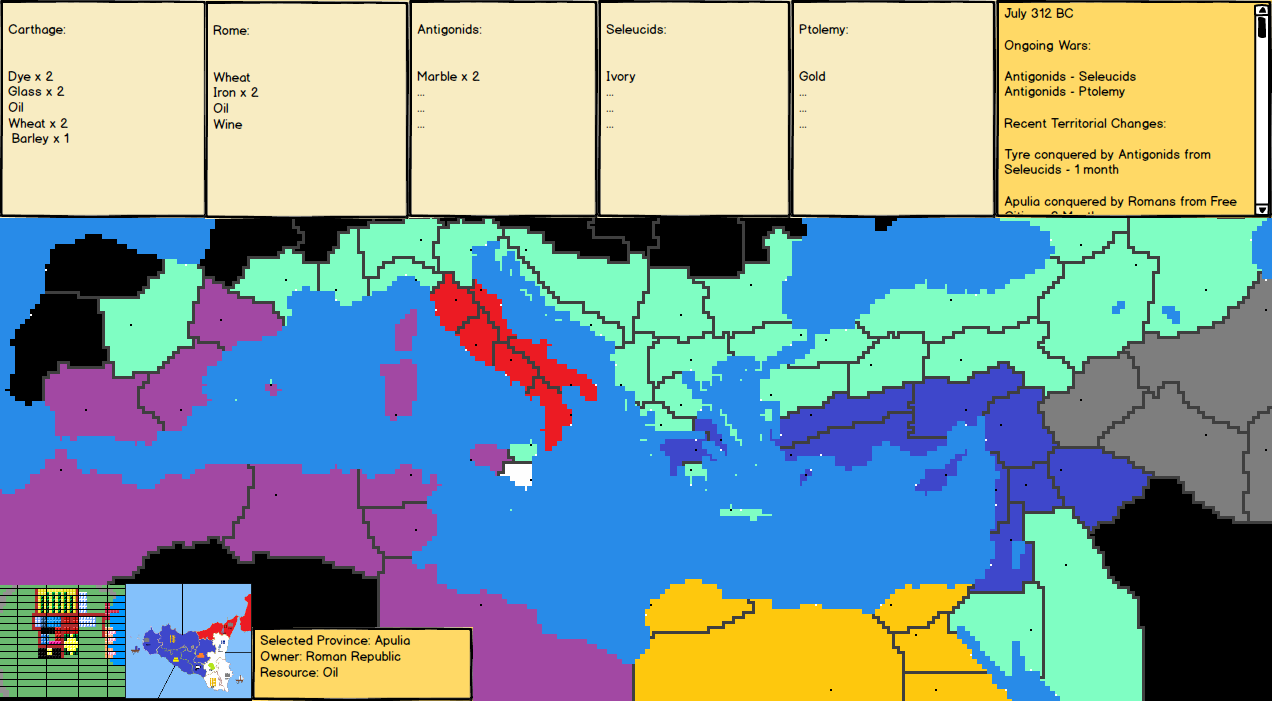 Carthage:
Dye x 2
Glass x 2
Oil
Wheat x 2
Barley x 1
Rome:
Wheat
Iron x 2
Oil
Wine
Antigonids:
Marble x 2
...
...
...
Seleucids:
Ivory
...
...
...
Ptolemy:
Gold
...
...
...
July 312 BC
Ongoing Wars:
Antigonids - Seleucids
Antigonids - Ptolemy
Recent Territorial Changes:
Tyre conquered by Antigonids from
Seleucids - 1 month
Apulia conquered by Romans from Free
Selected Province: Apulia
Owner: Roman Republic
Resource: Oil